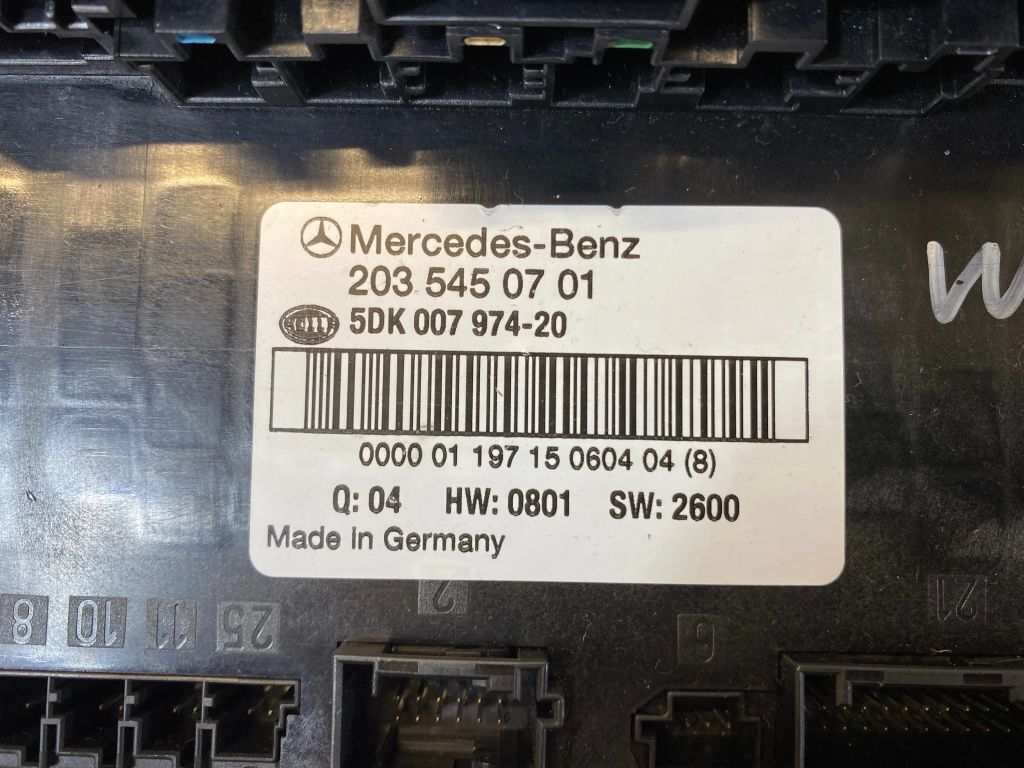 Mercedes-Benz
203 545 07 01
HELLA 5DK 007 974-20
0000 01 197 15 0604 04 (8)
Q: 04 HW: 0801 SW: 2600
Made in Germany
W
8 10 11 25 2 6 21